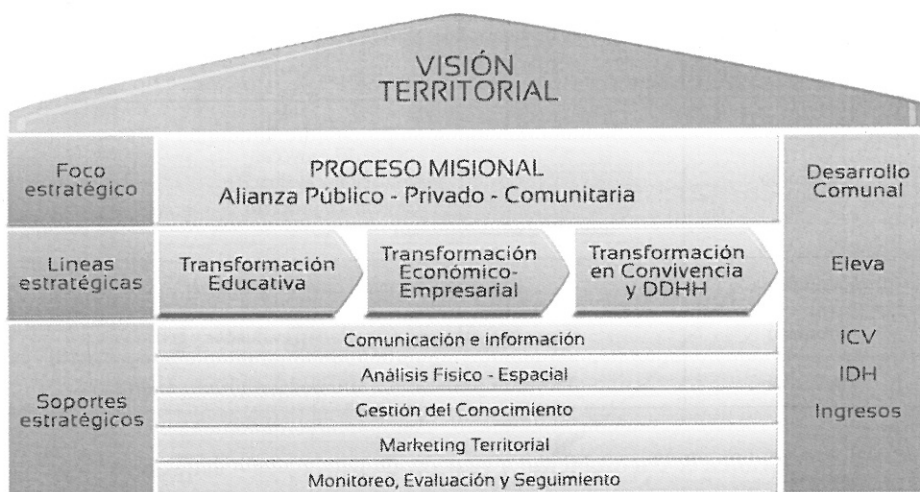 VISIÓN
TERRITORIAL
Foco
estratégico
PROCESO MISIONAL
Alianza Público - Privado - Comunitaria
Desarrollo
Comunal
Lineas
estratégicas
Transformación
Educativa
Transformación
Económico-
Empresarial
Transformación
en Convivencia
y DDHH
Eleva
Soportes
estratégicos
Comunicación e información
Análisis Fisico - Espacial
Gestión del Conocimiento
Marketing Territorial
Monitoreo, Evaluación y Seguimiento
ICV
IDH
Ingresos